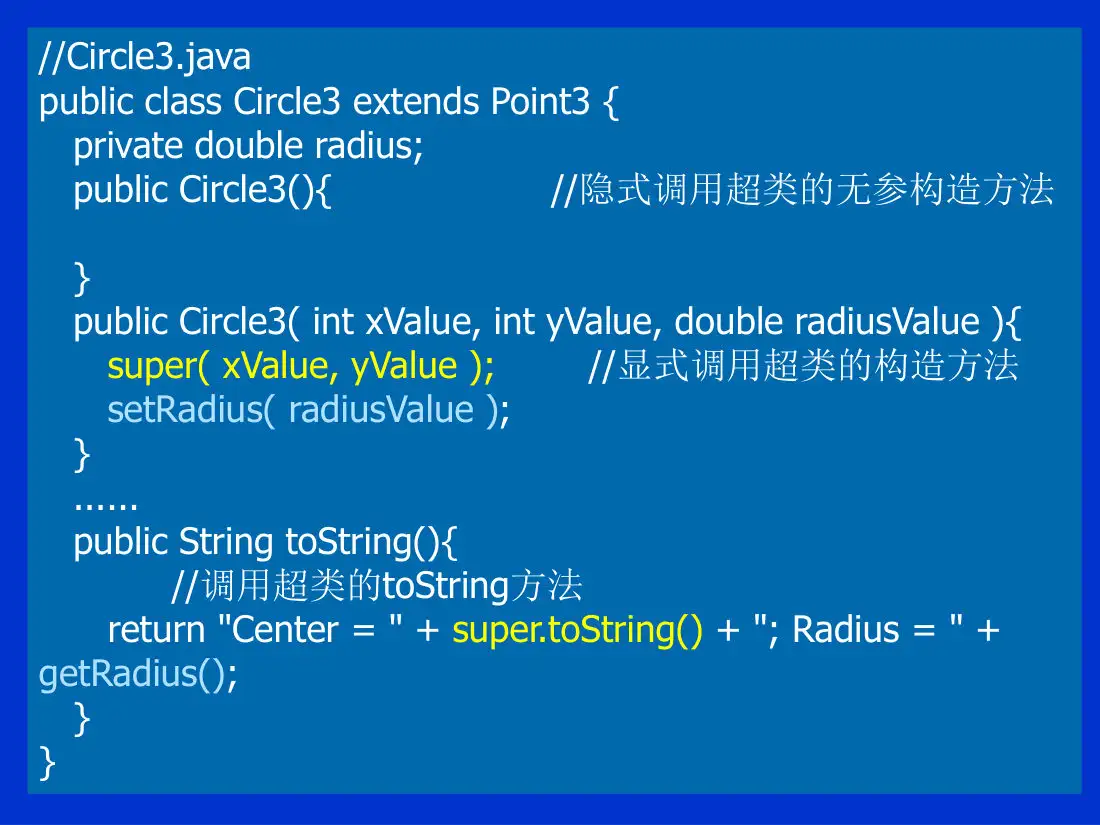 //Circle3.java
public class Circle3 extends Point3 {
private double radius;
public Circle3(){ //隐式调用超类的无参构造方法
}
public Circle3( int xValue, int yValue, double radiusValue ){
super( xValue, yValue ); //显式调用超类的构造方法
setRadius( radiusValue );
}
......
public String toString(){
//调用超类的toString方法
return "Center = " + super.toString() + "; Radius = " +
getRadius();
}
}